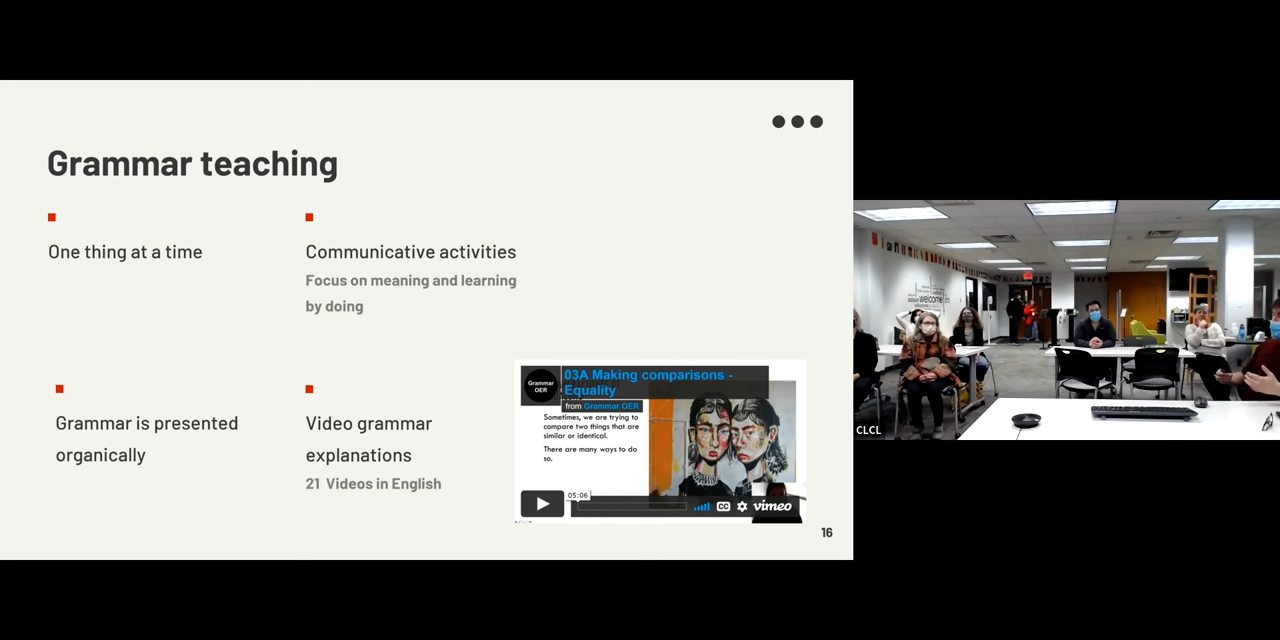 Grammar teaching
One thing at a time
Communicative activities
Focus on meaning and learning
by doing
Grammar is presented
organically
Video grammar
explanations
21 Videos in English
Grammar
OER
03A Making comparisons -
Equality
from Grammar OER
Sometimes, we are trying to
compare two things that are
similar or identical.
There are many ways to do
so.
05:06
CC
vimeo
16
welcome
CLCL